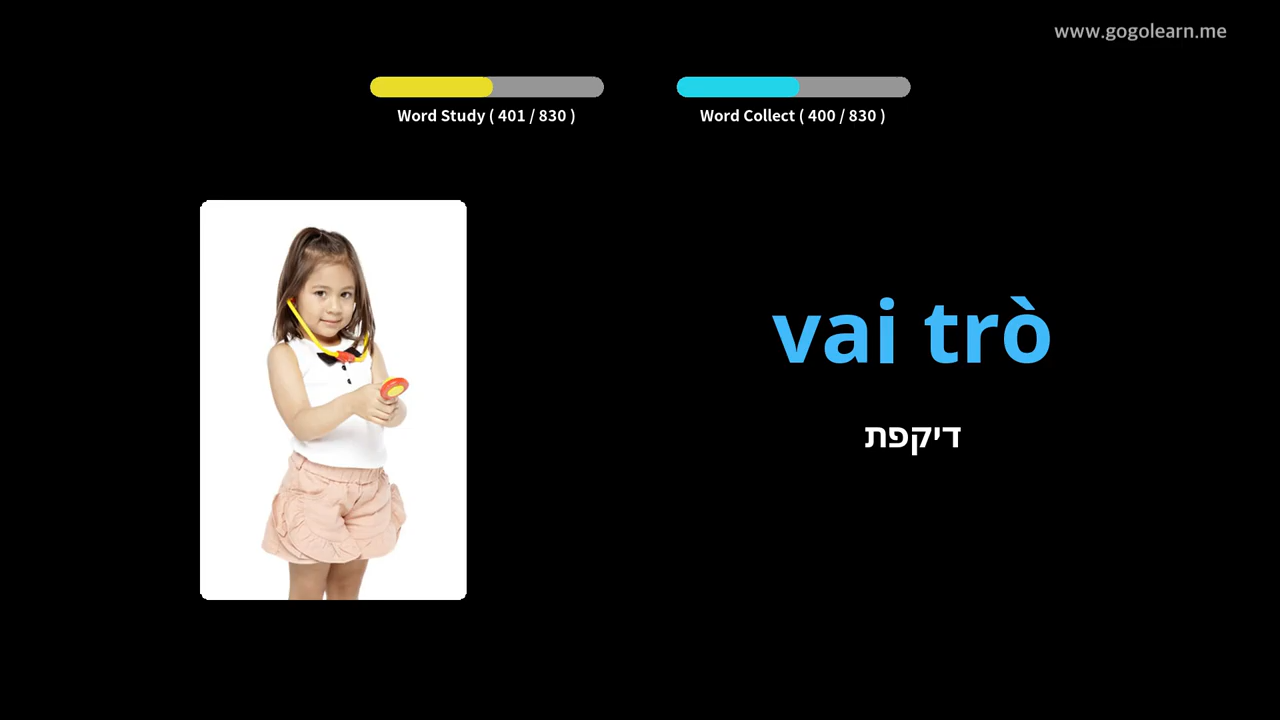 www.gogolearn.me
Word Study ( 401 / 830 )
Word Collect ( 400 / 830 )
vai trò
דיקפת